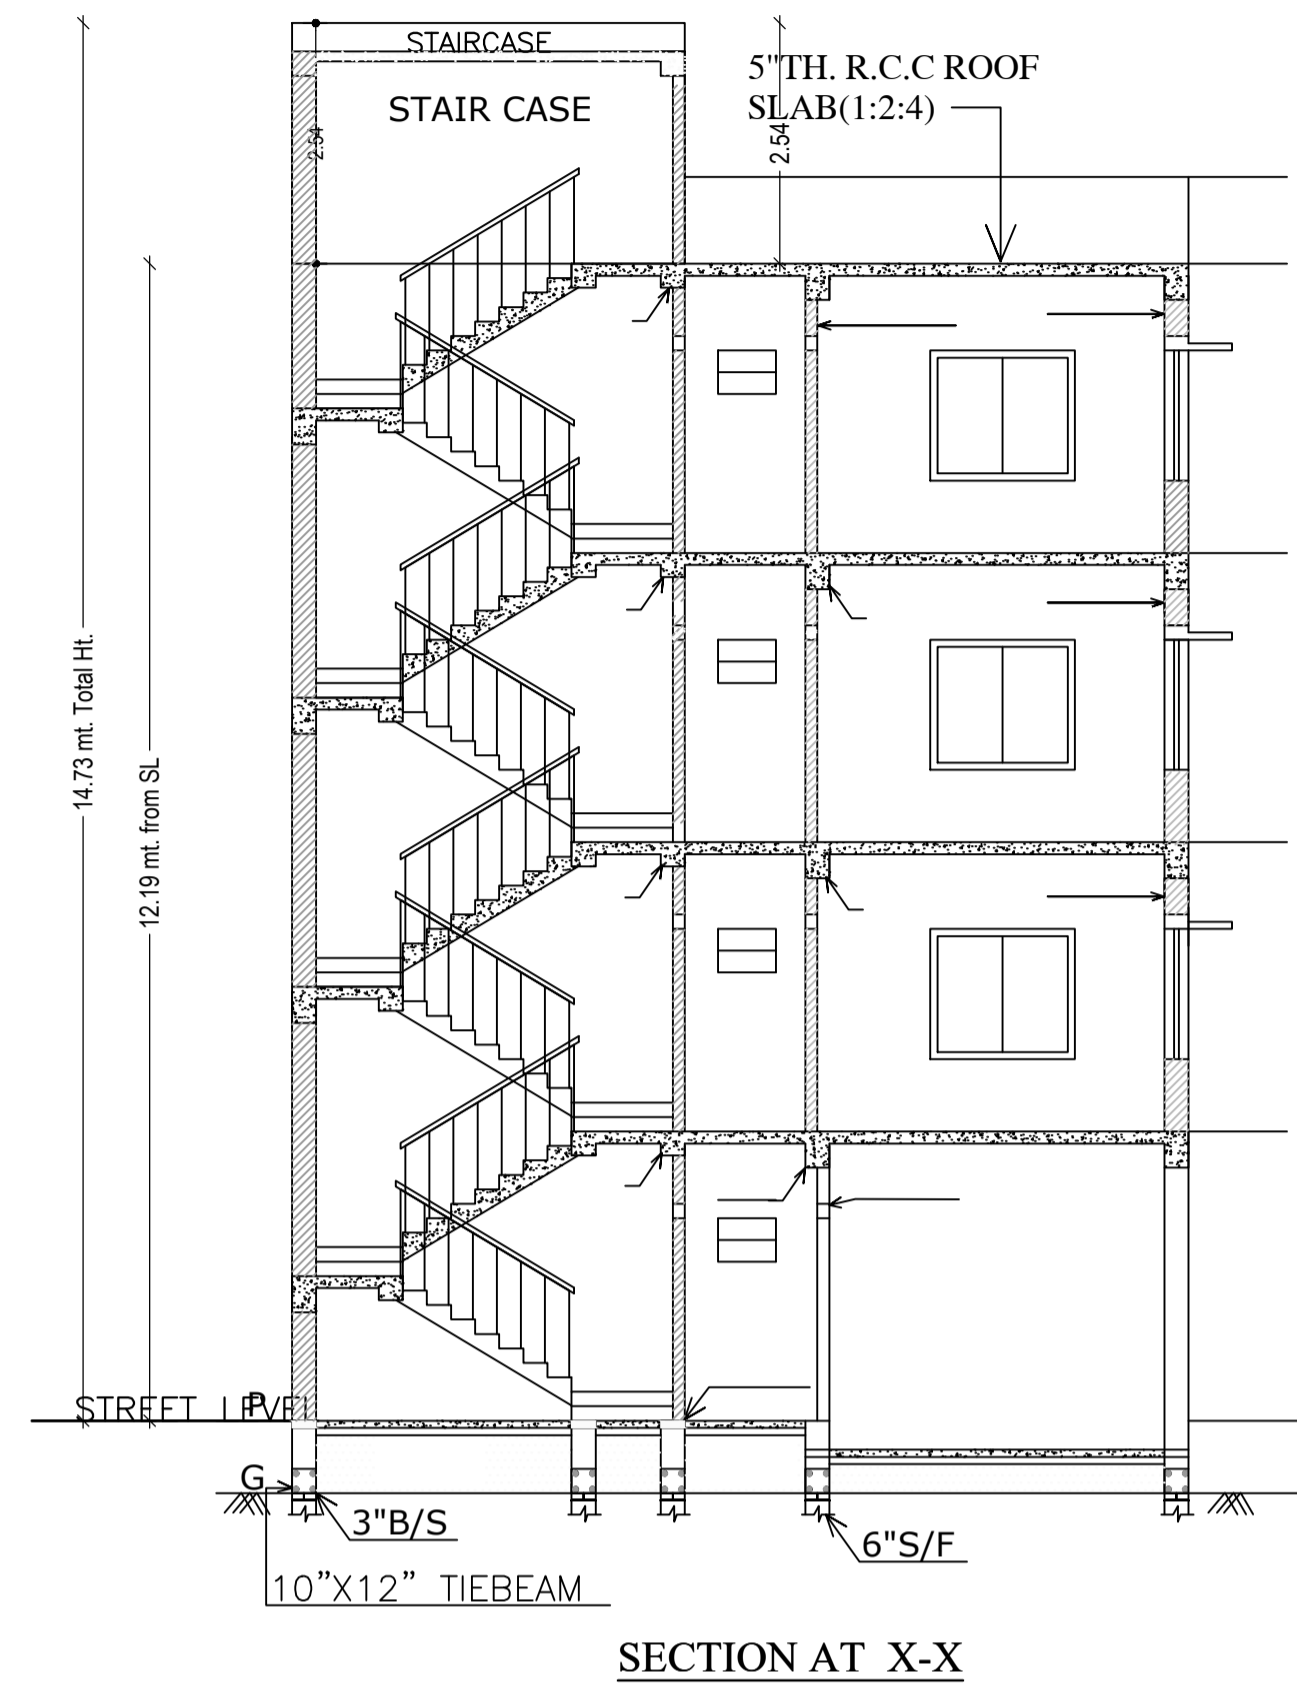 STAIRCASE
5"TH. R.C.C ROOF
SLAB(1:2:4)
STAIR CASE
2.54
2.54
14.73 mt. Total Ht.
12.19 mt. from SL
STREET LEVEL
P
G
3"B/S
6"S/F
10”X12” TIEBEAM
SECTION AT X-X